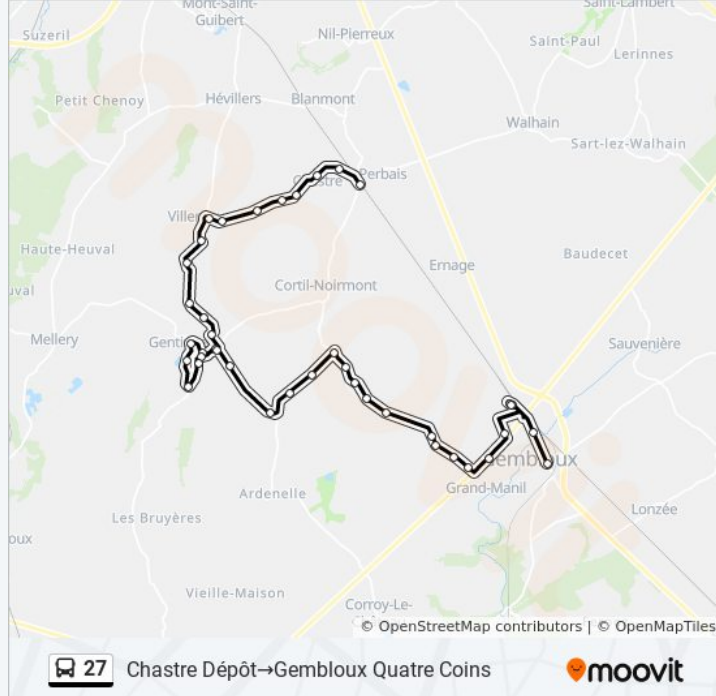 Mont-Saint-
Guibert
Saint-Lambert
Suzeril
Nil-Pierreux
Saint-Paul
Lerinnes
Petit Chenoy
Hévillers
Blanmont
Walhain
Sart-lez-Walhain
Perbais
Haute-Heuval
Baudecet
Ernage
Cortil-Noirmont
Mellery
Sauvenière
Gembloux
Grand-Manil
Ardenelle
Lonzée
Les Bruyères
Vieille-Maison
Corroy-Le-
© OpenStreetMap contributors | © OpenMapTiles
27 Chastre Dépôt→Gembloux Quatre Coins
moovit